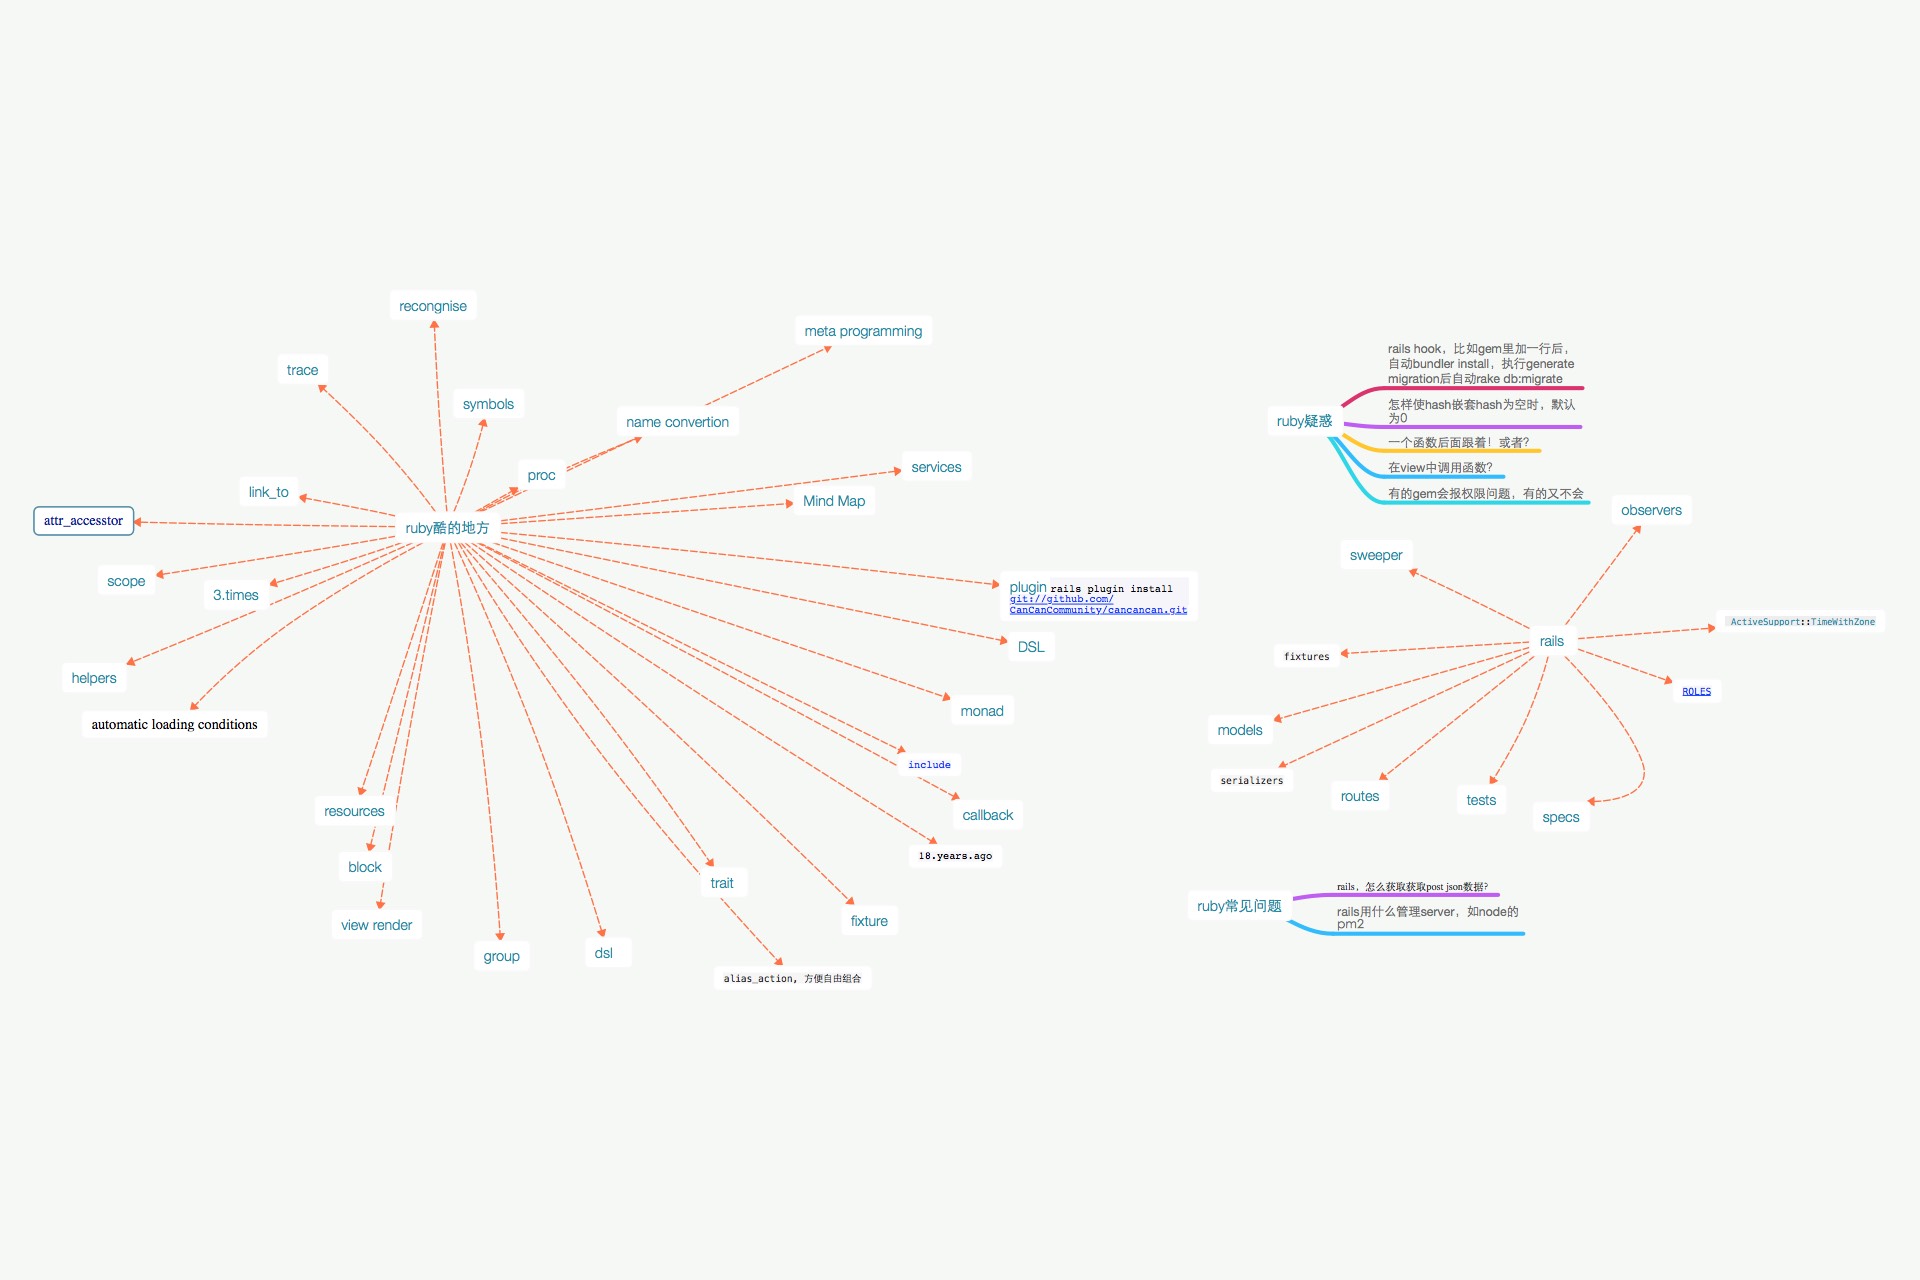 recongnise
meta programming
trace
symbols
name convertion
proc
services
link_to
Mind Map
attr_accesstor
ruby酷的地方
scope
3.times
plugin rails plugin install
git://github.com/
CanCanCommunity/cancancan.git
DSL
helpers
monad
automatic loading conditions
include
resources
callback
18.years.ago
block
trait
view render
fixture
group
dsl
alias_action, 方便自由组合
ruby疑惑
rails hook，比如gem里加一行后，
自动bundler install，执行generate
migration后自动rake db:migrate
怎样使hash嵌套hash为空时，默认
为0
一个函数后面跟着！或者？
在view中调用函数？
有的gem会报权限问题，有的又不会
observers
sweeper
ActiveSupport::TimeWithZone
rails
fixtures
ROLES
models
serializers
routes
tests
specs
ruby常见问题
rails，怎么获取获取post json数据?
rails用什么管理server，如node的
pm2